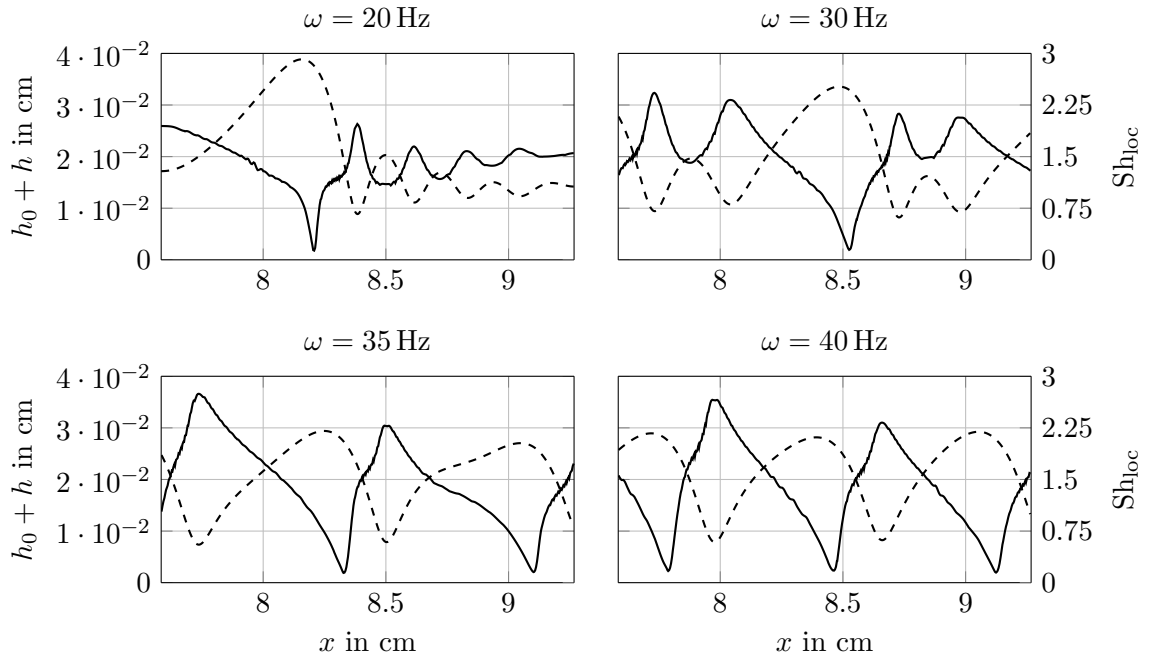 ω = 20 Hz
ω = 30 Hz
h₀ + h in cm
4 · 10⁻²
3 · 10⁻²
2 · 10⁻²
1 · 10⁻²
0
8
8.5
9
8
8.5
9
3
2.25
1.5
0.75
0
Sh_loc
ω = 35 Hz
ω = 40 Hz
h₀ + h in cm
4 · 10⁻²
3 · 10⁻²
2 · 10⁻²
1 · 10⁻²
0
8
8.5
9
x in cm
8
8.5
9
x in cm
3
2.25
1.5
0.75
0
Sh_loc